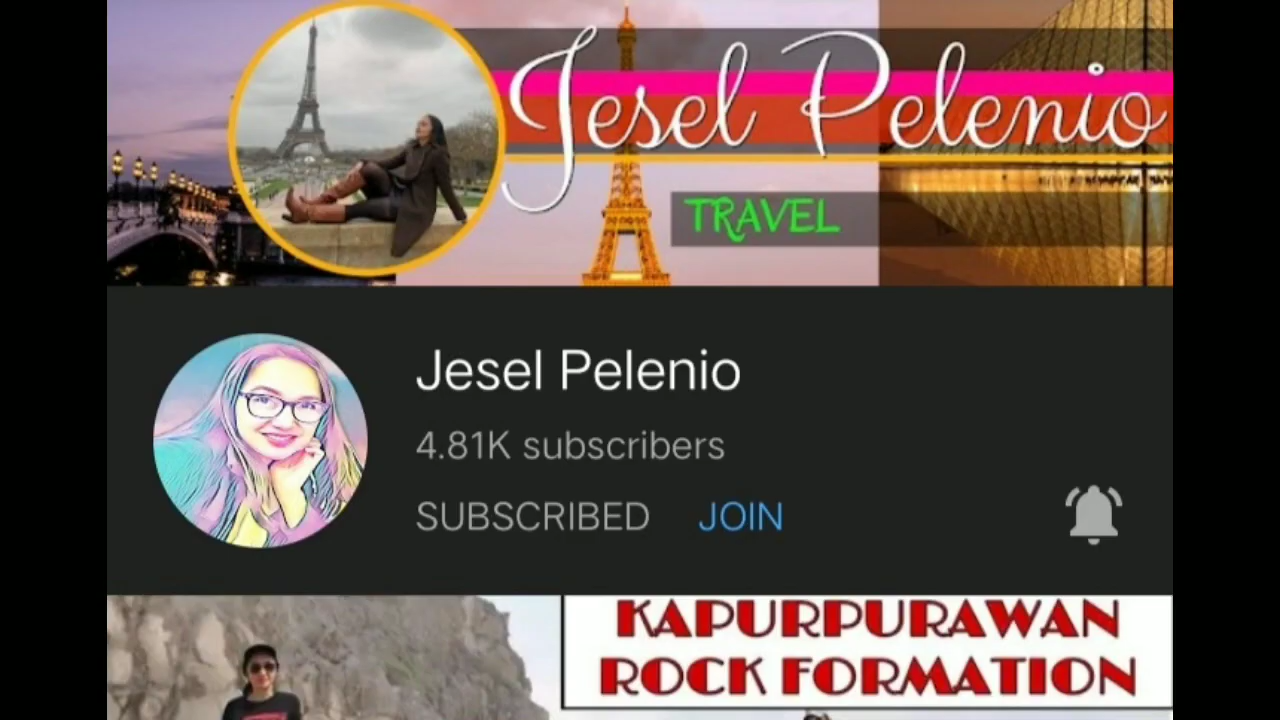 Jesel Pelenio
TRAVEL
Jesel Pelenio
4.81K subscribers
SUBSCRIBED JOIN
KAPURPURAWAN
ROCK FORMATION